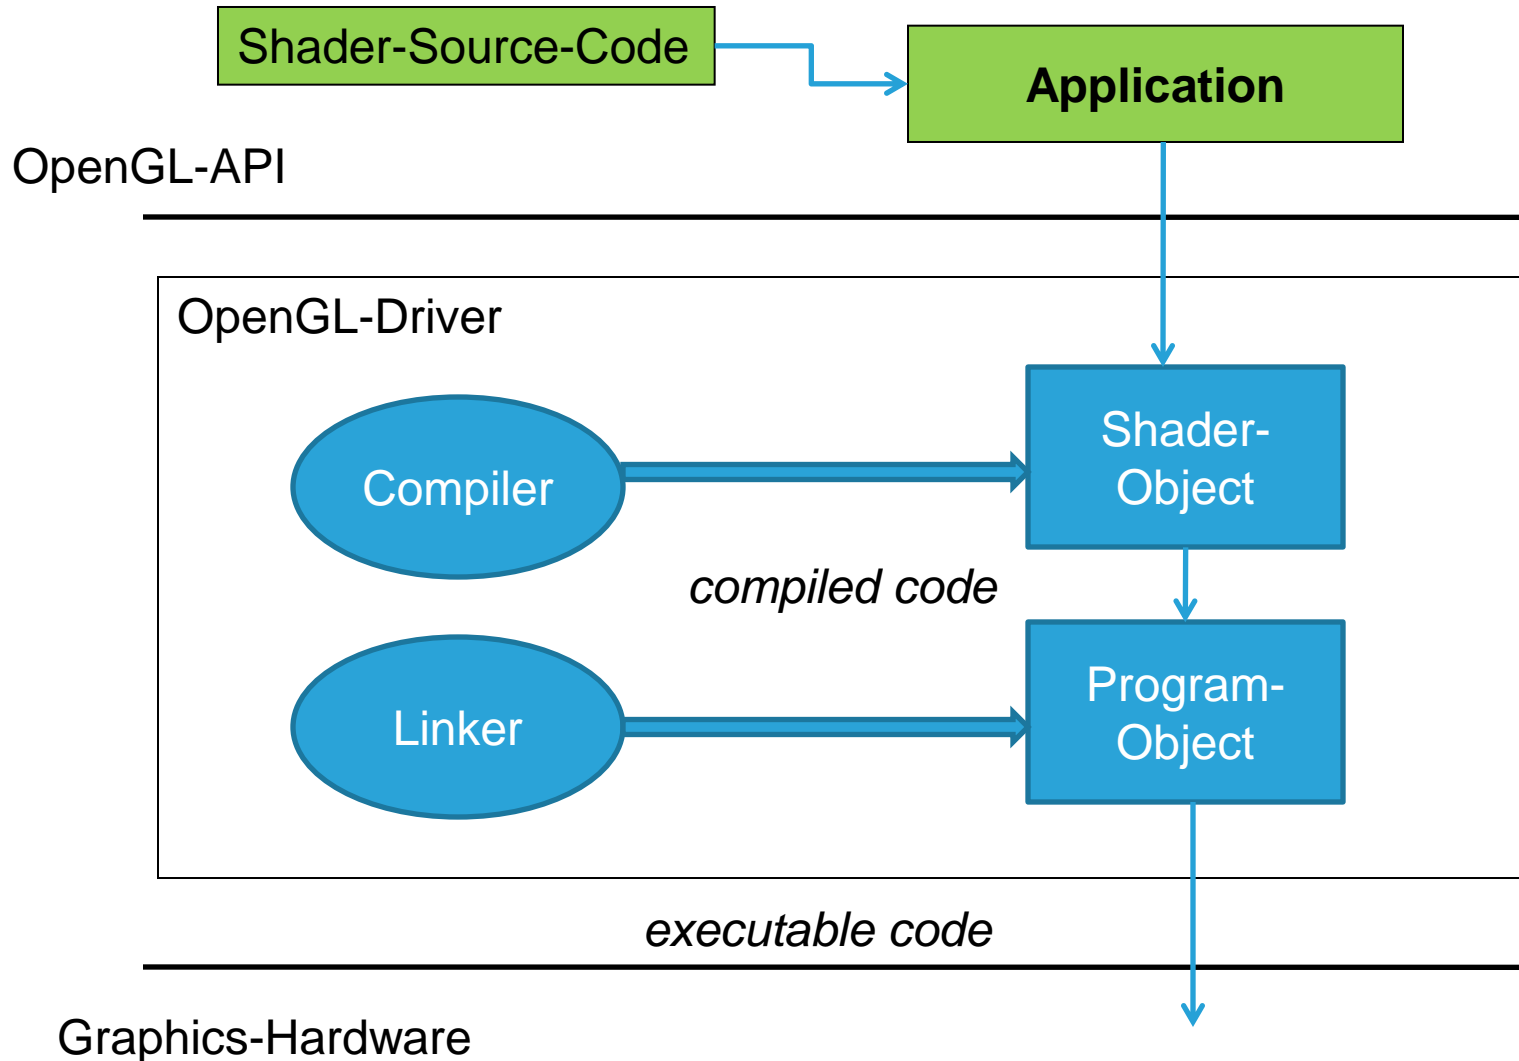 Shader-Source-Code
Application
OpenGL-API
OpenGL-Driver
Compiler
Shader-
Object
compiled code
Linker
Program-
Object
executable code
Graphics-Hardware